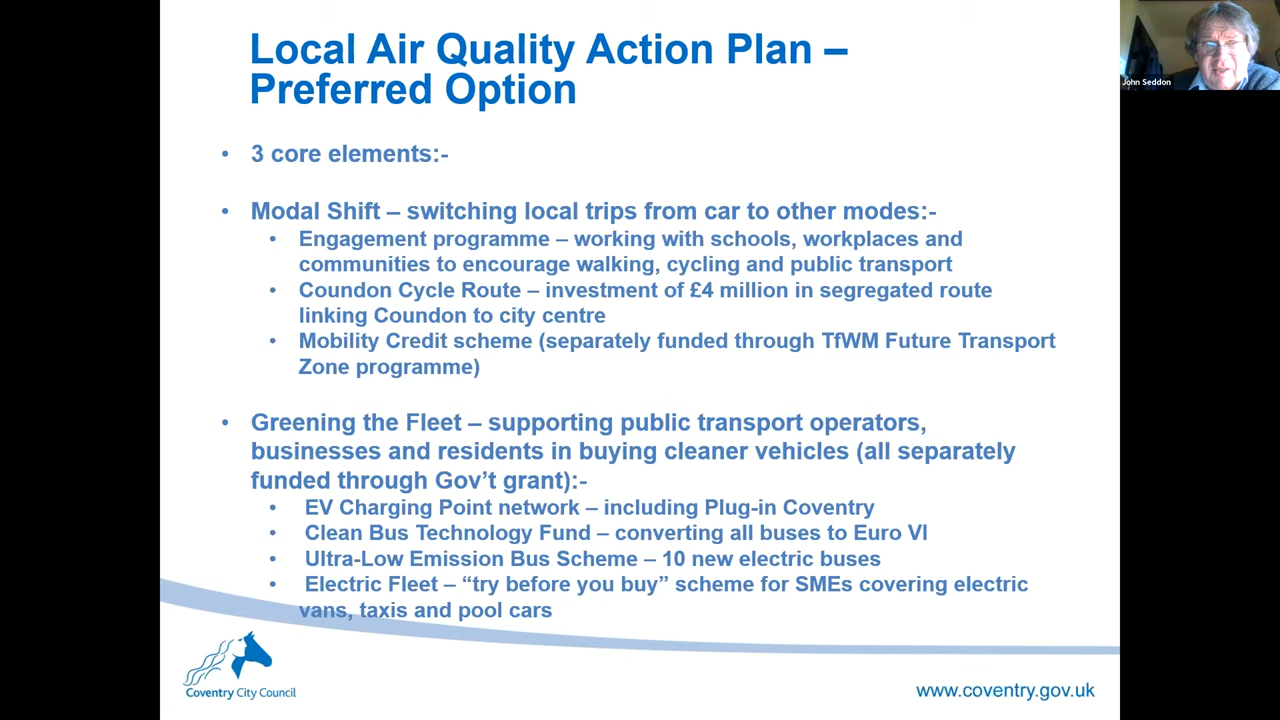 Local Air Quality Action Plan –
Preferred Option
John Seddon
• 3 core elements:-
• Modal Shift – switching local trips from car to other modes:-
• Engagement programme – working with schools, workplaces and
communities to encourage walking, cycling and public transport
• Coundon Cycle Route – investment of £4 million in segregated route
linking Coundon to city centre
• Mobility Credit scheme (separately funded through TfWM Future Transport
Zone programme)
• Greening the Fleet – supporting public transport operators,
businesses and residents in buying cleaner vehicles (all separately
funded through Gov’t grant):-
• EV Charging Point network – including Plug-in Coventry
• Clean Bus Technology Fund – converting all buses to Euro VI
• Ultra-Low Emission Bus Scheme – 10 new electric buses
• Electric Fleet – “try before you buy” scheme for SMEs covering electric
vans, taxis and pool cars
Coventry City Council
www.coventry.gov.uk